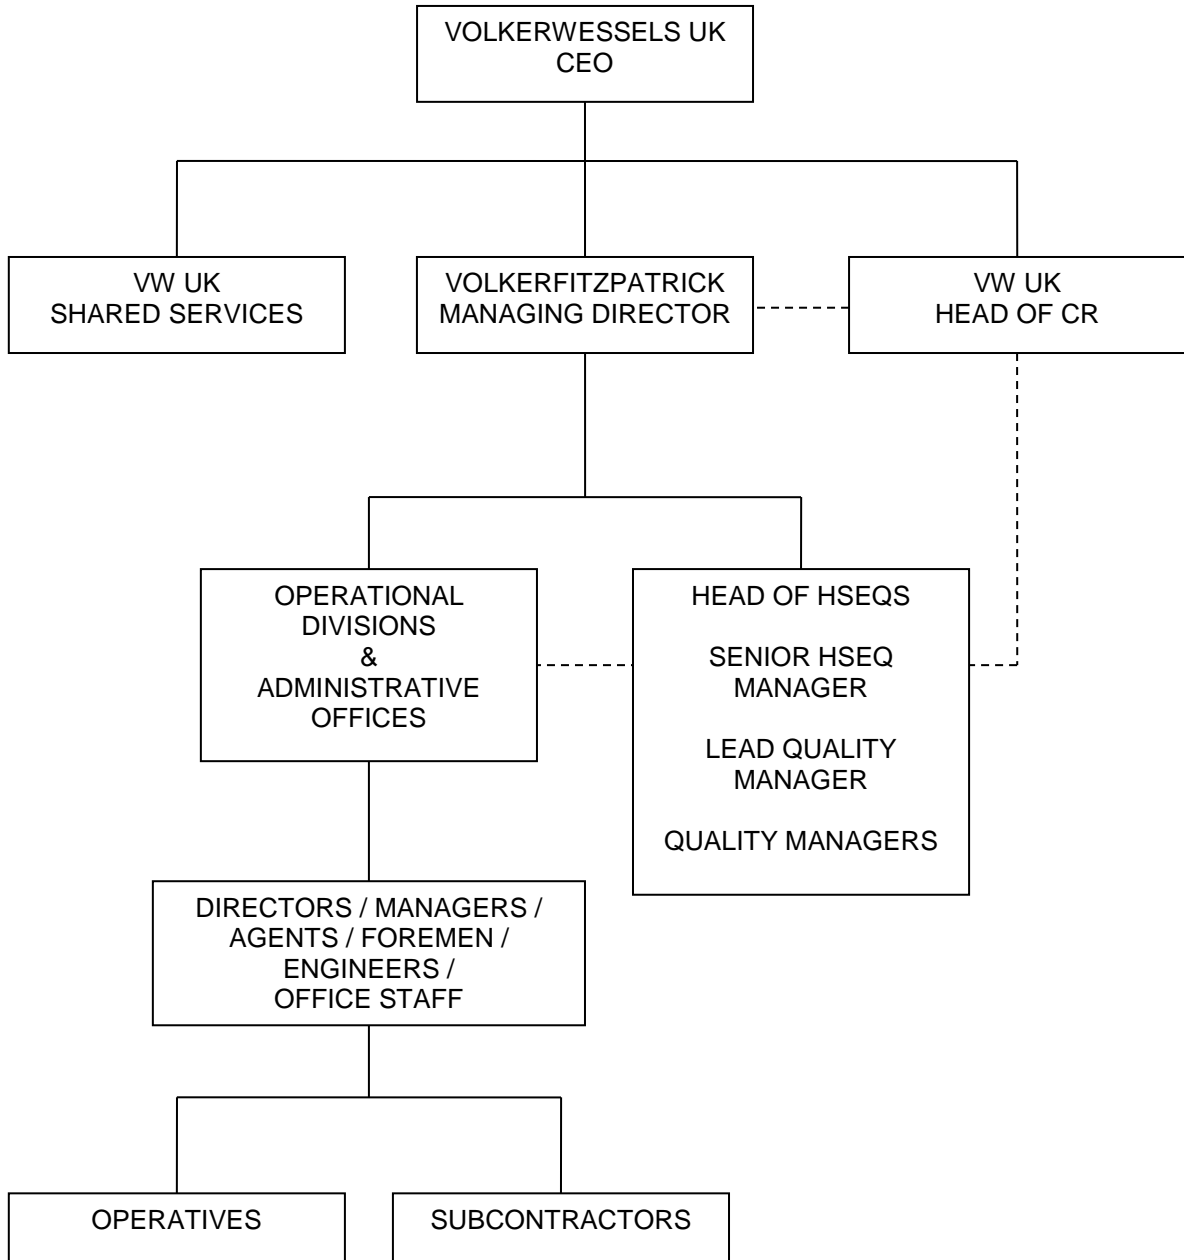 VOLKERWESSELS UK
CEO
VW UK
SHARED SERVICES
VOLKERFITZPATRICK
MANAGING DIRECTOR
VW UK
HEAD OF CR
OPERATIONAL
DIVISIONS
&
ADMINISTRATIVE
OFFICES
HEAD OF HSEQS
SENIOR HSEQ
MANAGER
LEAD QUALITY
MANAGER
QUALITY MANAGERS
DIRECTORS / MANAGERS /
AGENTS / FOREMEN /
ENGINEERS /
OFFICE STAFF
OPERATIVES
SUBCONTRACTORS